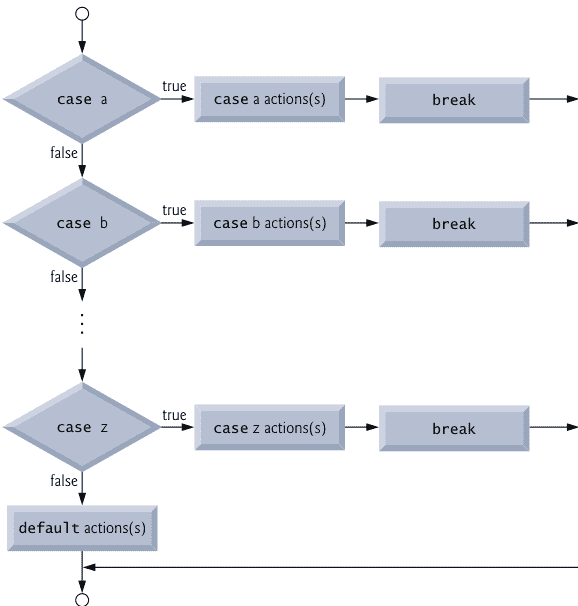 true
case a
case a actions(s)
break
false
true
case b
case b actions(s)
break
false
true
case z
case z actions(s)
break
false
default actions(s)